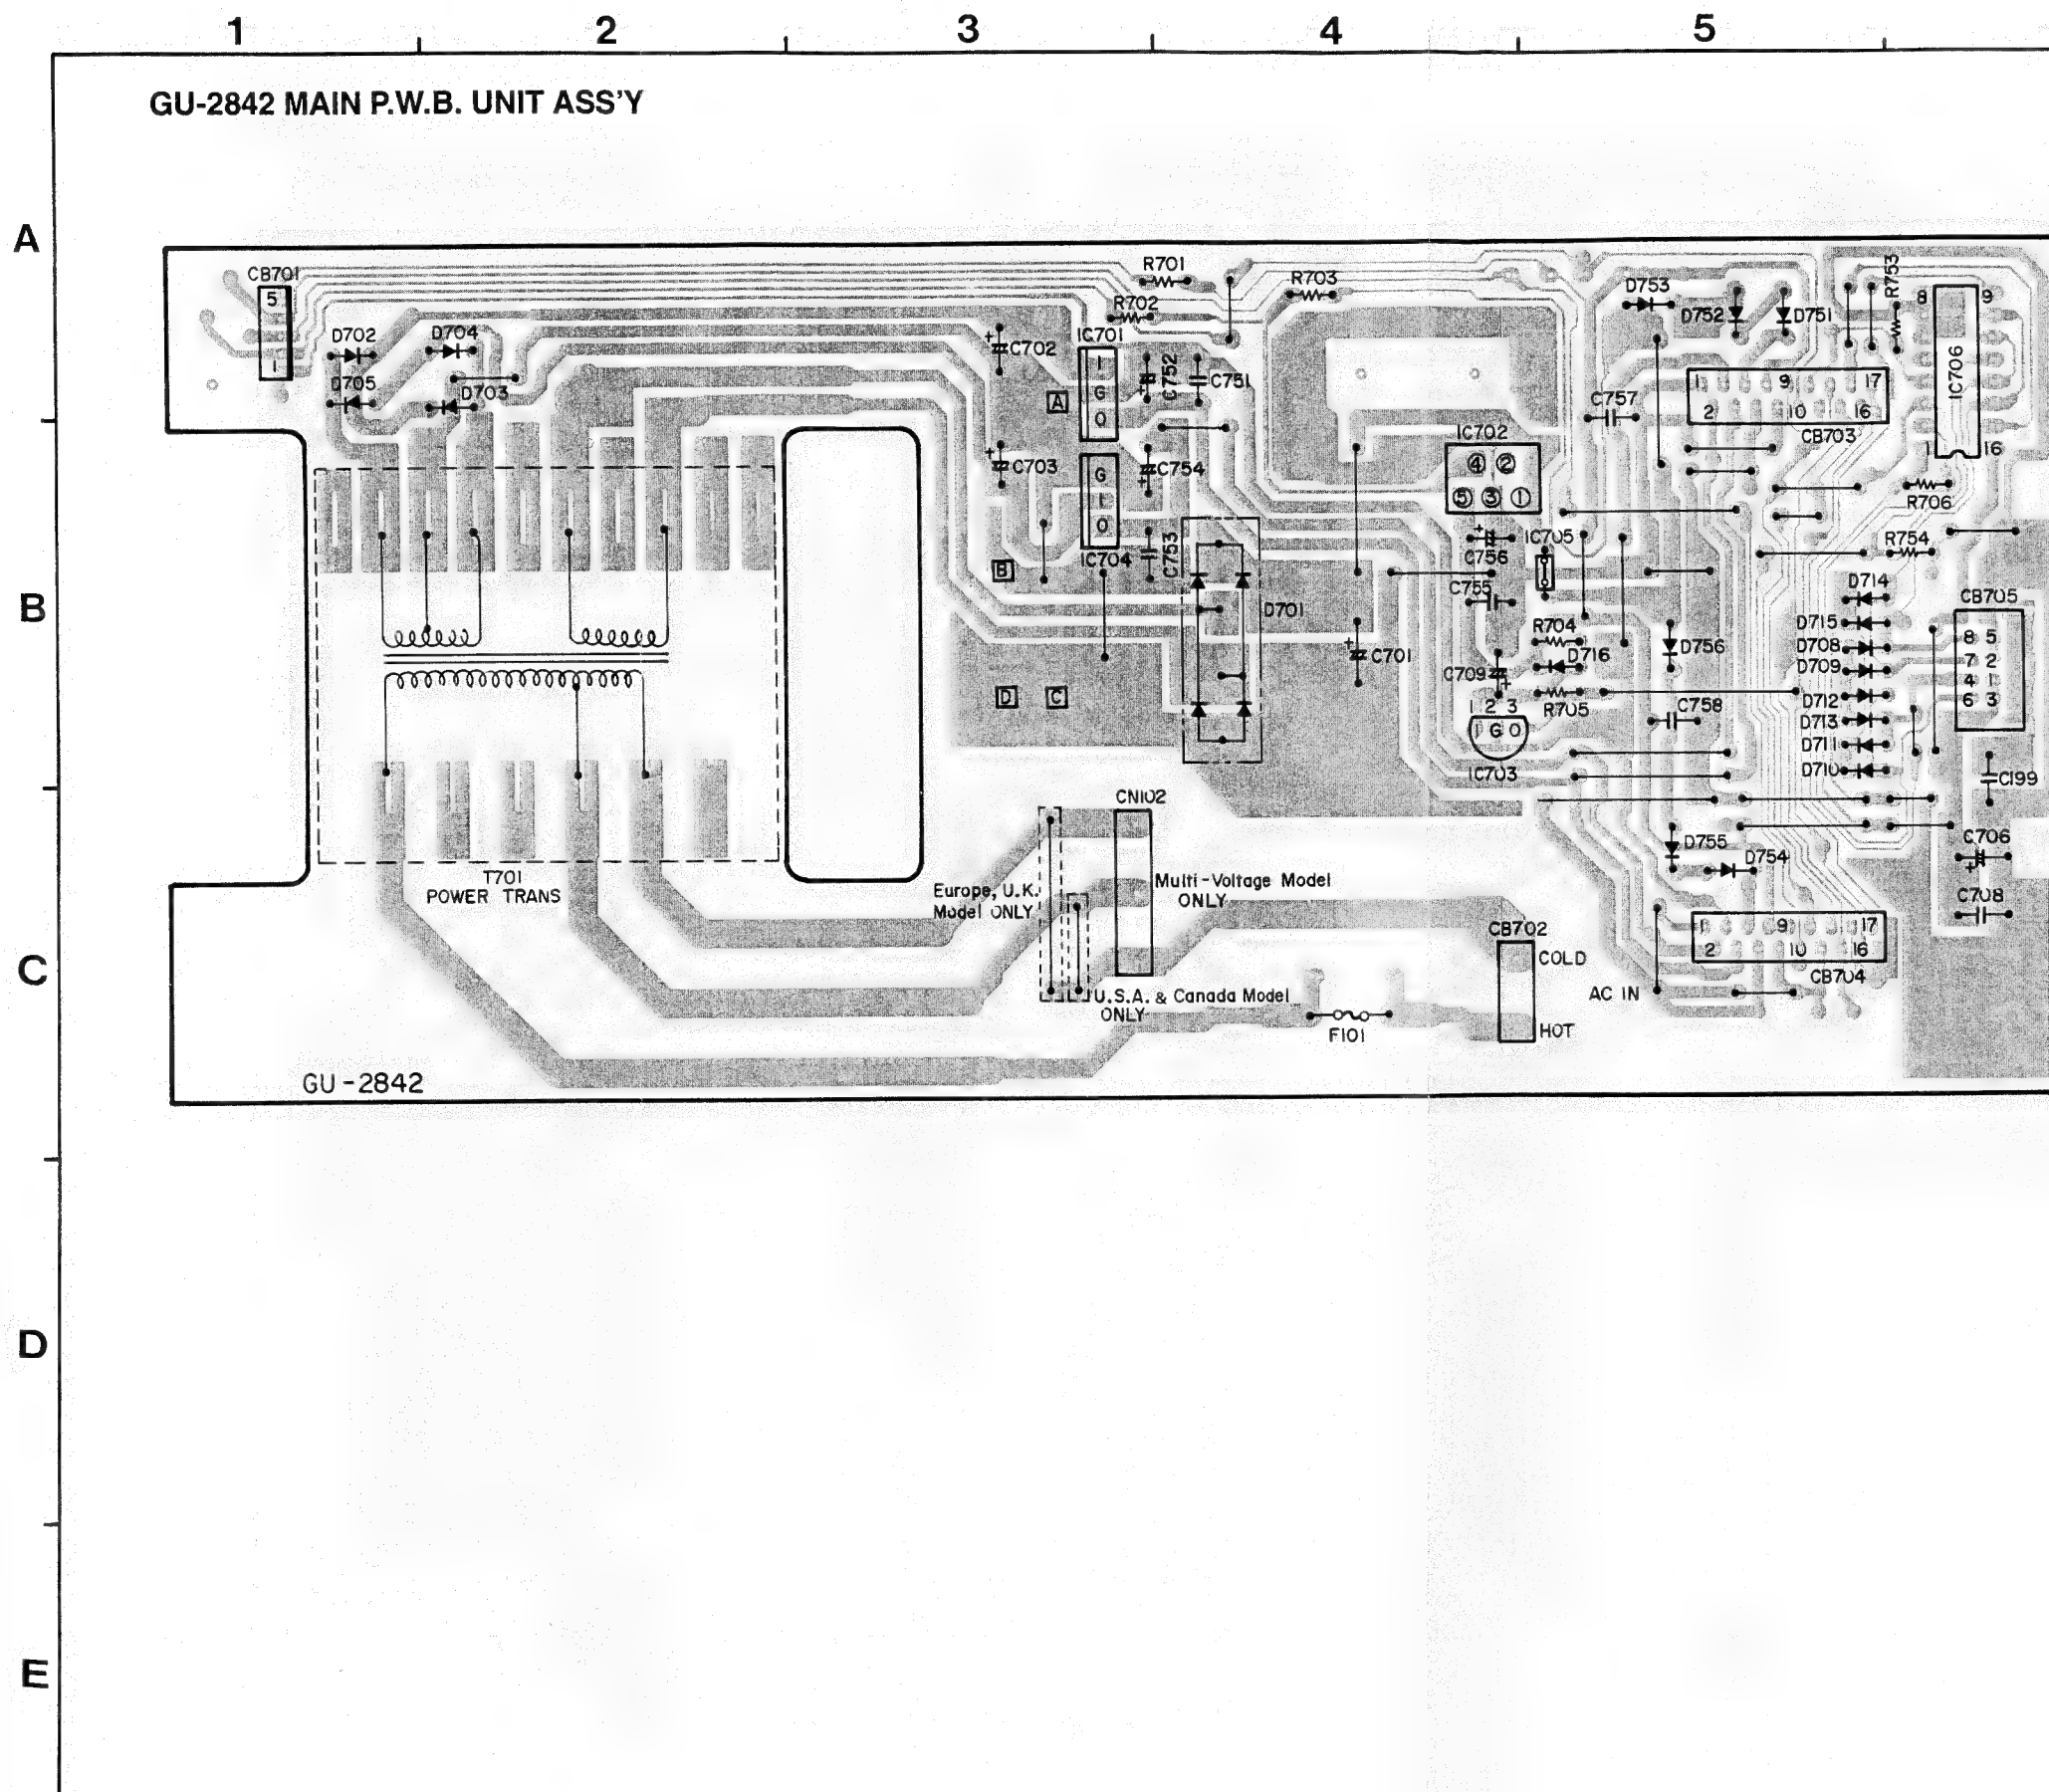 1 2 3 4 5
GU-2842 MAIN P.W.B. UNIT ASS'Y
A
B
C
D
E
CB701
5
1
D702
D704
D705
D703
R701
R702
R703
C702
IC701
I
G
O
C752
C751
A
C703
G
I
O
C754
IC704
C753
B
D701
C701
D C
IC702
4 2
5 3 1
C756
IC705
C755
R704
D716
C709
R705
1 2 3
I G O
IC703
D753
D752
D751
R753
8 9
IC706
1 16
C757
1 9 17
2 10 16
CB703
R706
R754
D756
C758
D714
D715
D708
D709
D712
D713
D711
D710
CB705
8 5
7 2
4 1
6 3
C199
C706
C708
D755
D754
1 9 17
2 10 16
CB704
T701
POWER TRANS
CN102
Europe, U.K.
Model ONLY
Multi-Voltage Model
ONLY
U.S.A. & Canada Model
ONLY
CB702
COLD
AC IN
HOT
F101
GU-2842